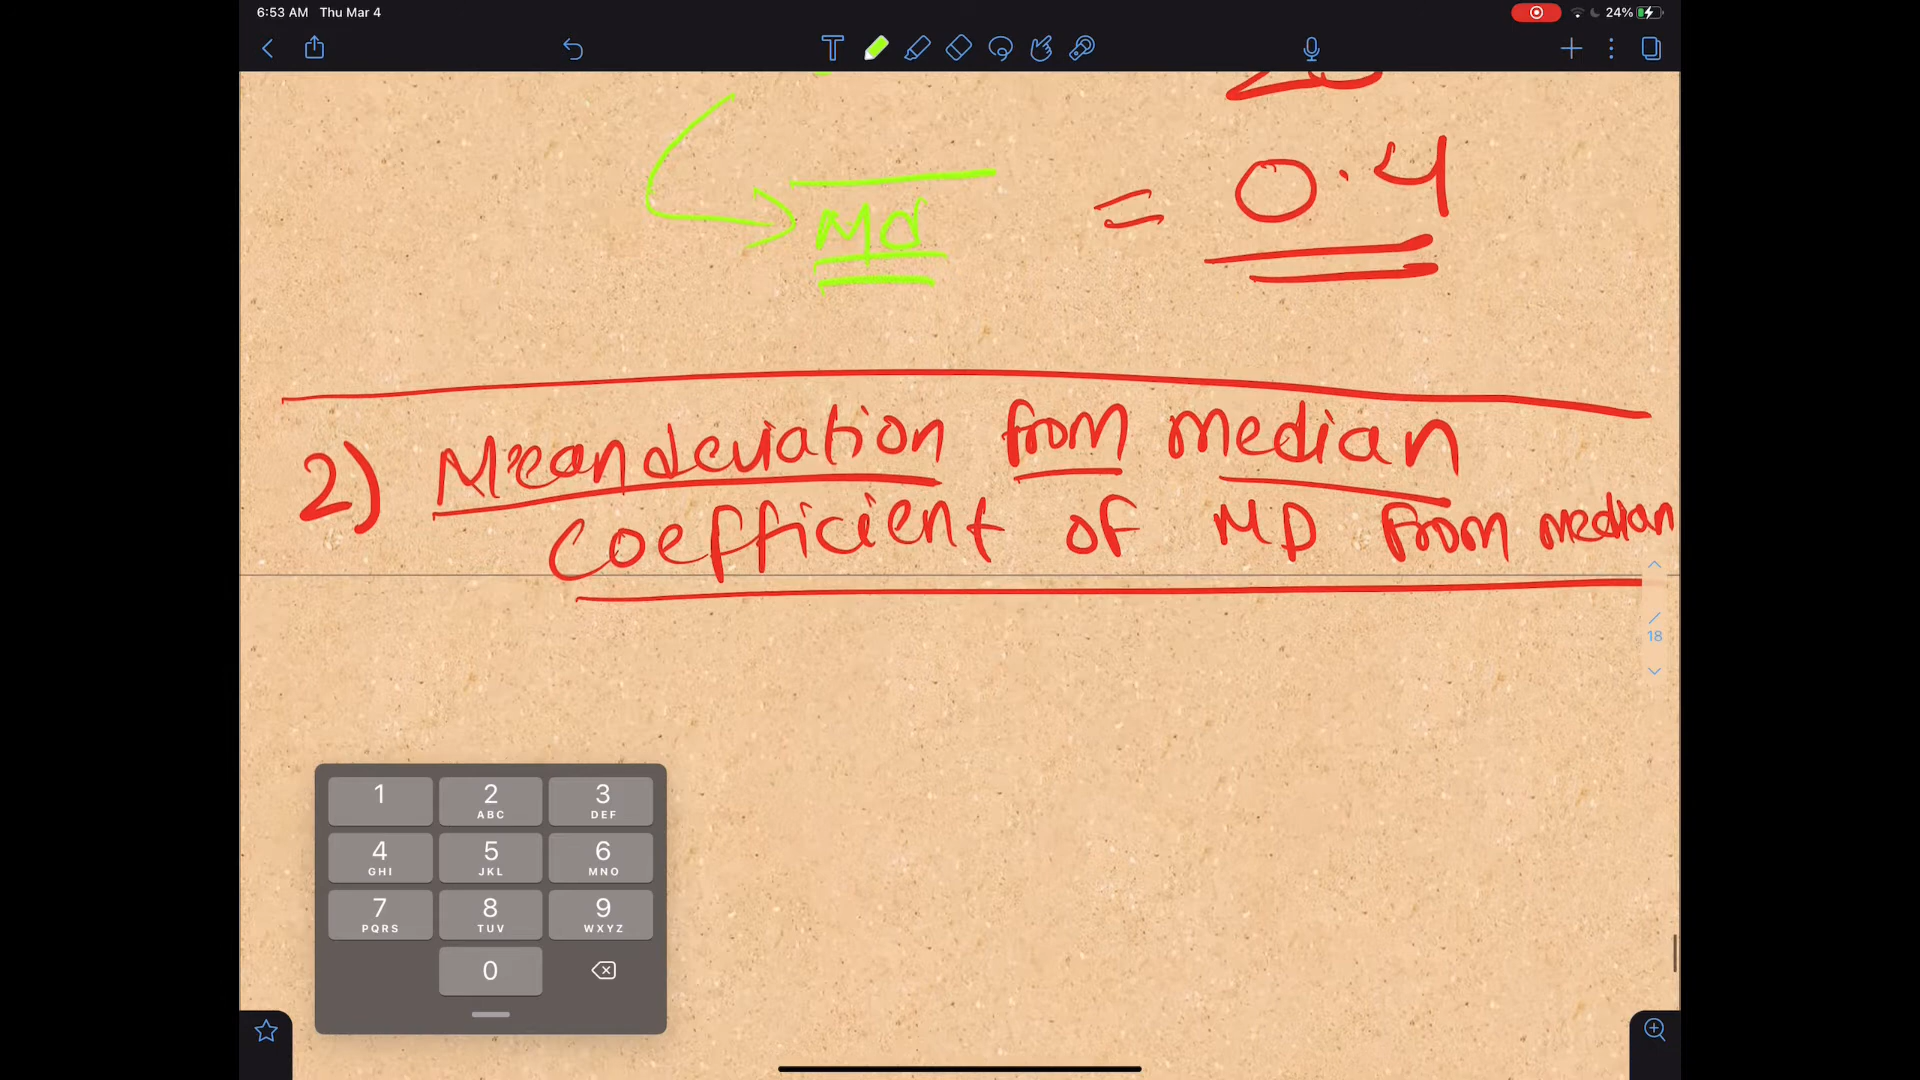 6:53 AM Thu Mar 4
24%
T
Md
= 0.4
2) Mean deviation from median
Coefficient of MD from median
18
1
2
ABC
3
DEF
4
GHI
5
JKL
6
MNO
7
PQRS
8
TUV
9
WXYZ
0